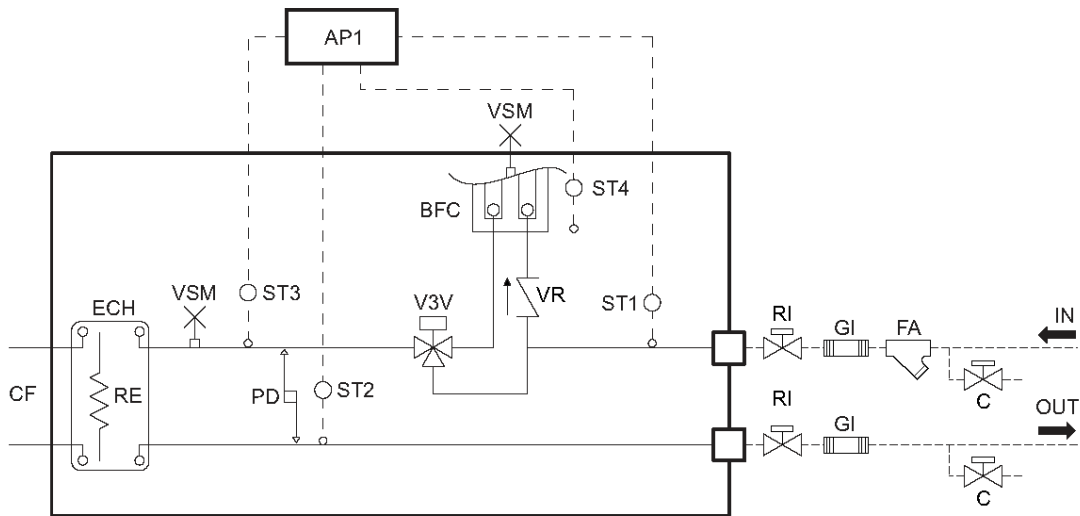 AP1
VSM
ST4
BFC
VSM
ST3
V3V
VR
ST1
RI
GI
FA
IN
ECH
CF
RE
PD
ST2
C
RI
GI
OUT
C